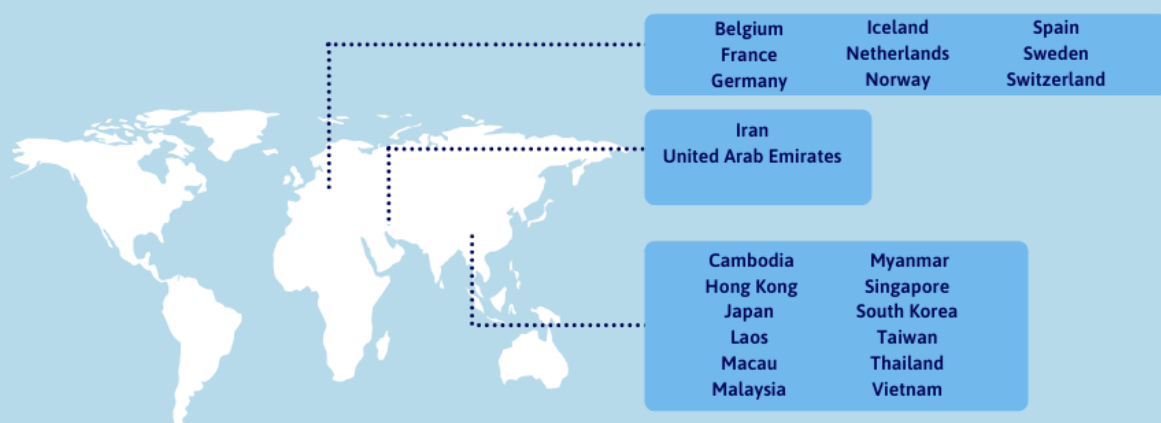 Belgium
France
Germany
Iceland
Netherlands
Norway
Spain
Sweden
Switzerland
Iran
United Arab Emirates
Cambodia
Hong Kong
Japan
Laos
Macau
Malaysia
Myanmar
Singapore
South Korea
Taiwan
Thailand
Vietnam